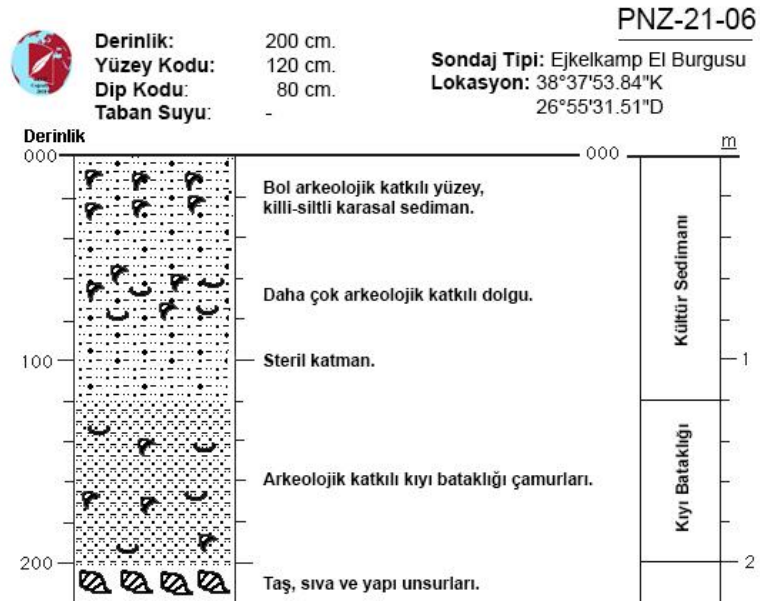 PNZ-21-06
Derinlik: 200 cm.
Yüzey Kodu: 120 cm.
Dip Kodu: 80 cm.
Taban Suyu: -
Sondaj Tipi: Ejkelkamp El Burgusu
Lokasyon: 38°37'53.84"K
26°55'31.51"D
Derinlik
m
000
000
Bol arkeolojik katkılı yüzey,
killi-siltli karasal sediman.
Kültür Sedimanı
Daha çok arkeolojik katkılı dolgu.
100
Steril katman.
1
Arkeolojik katkılı kıyı bataklığı çamurları.
Kıyı Bataklığı
200
2
Taş, sıva ve yapı unsurları.